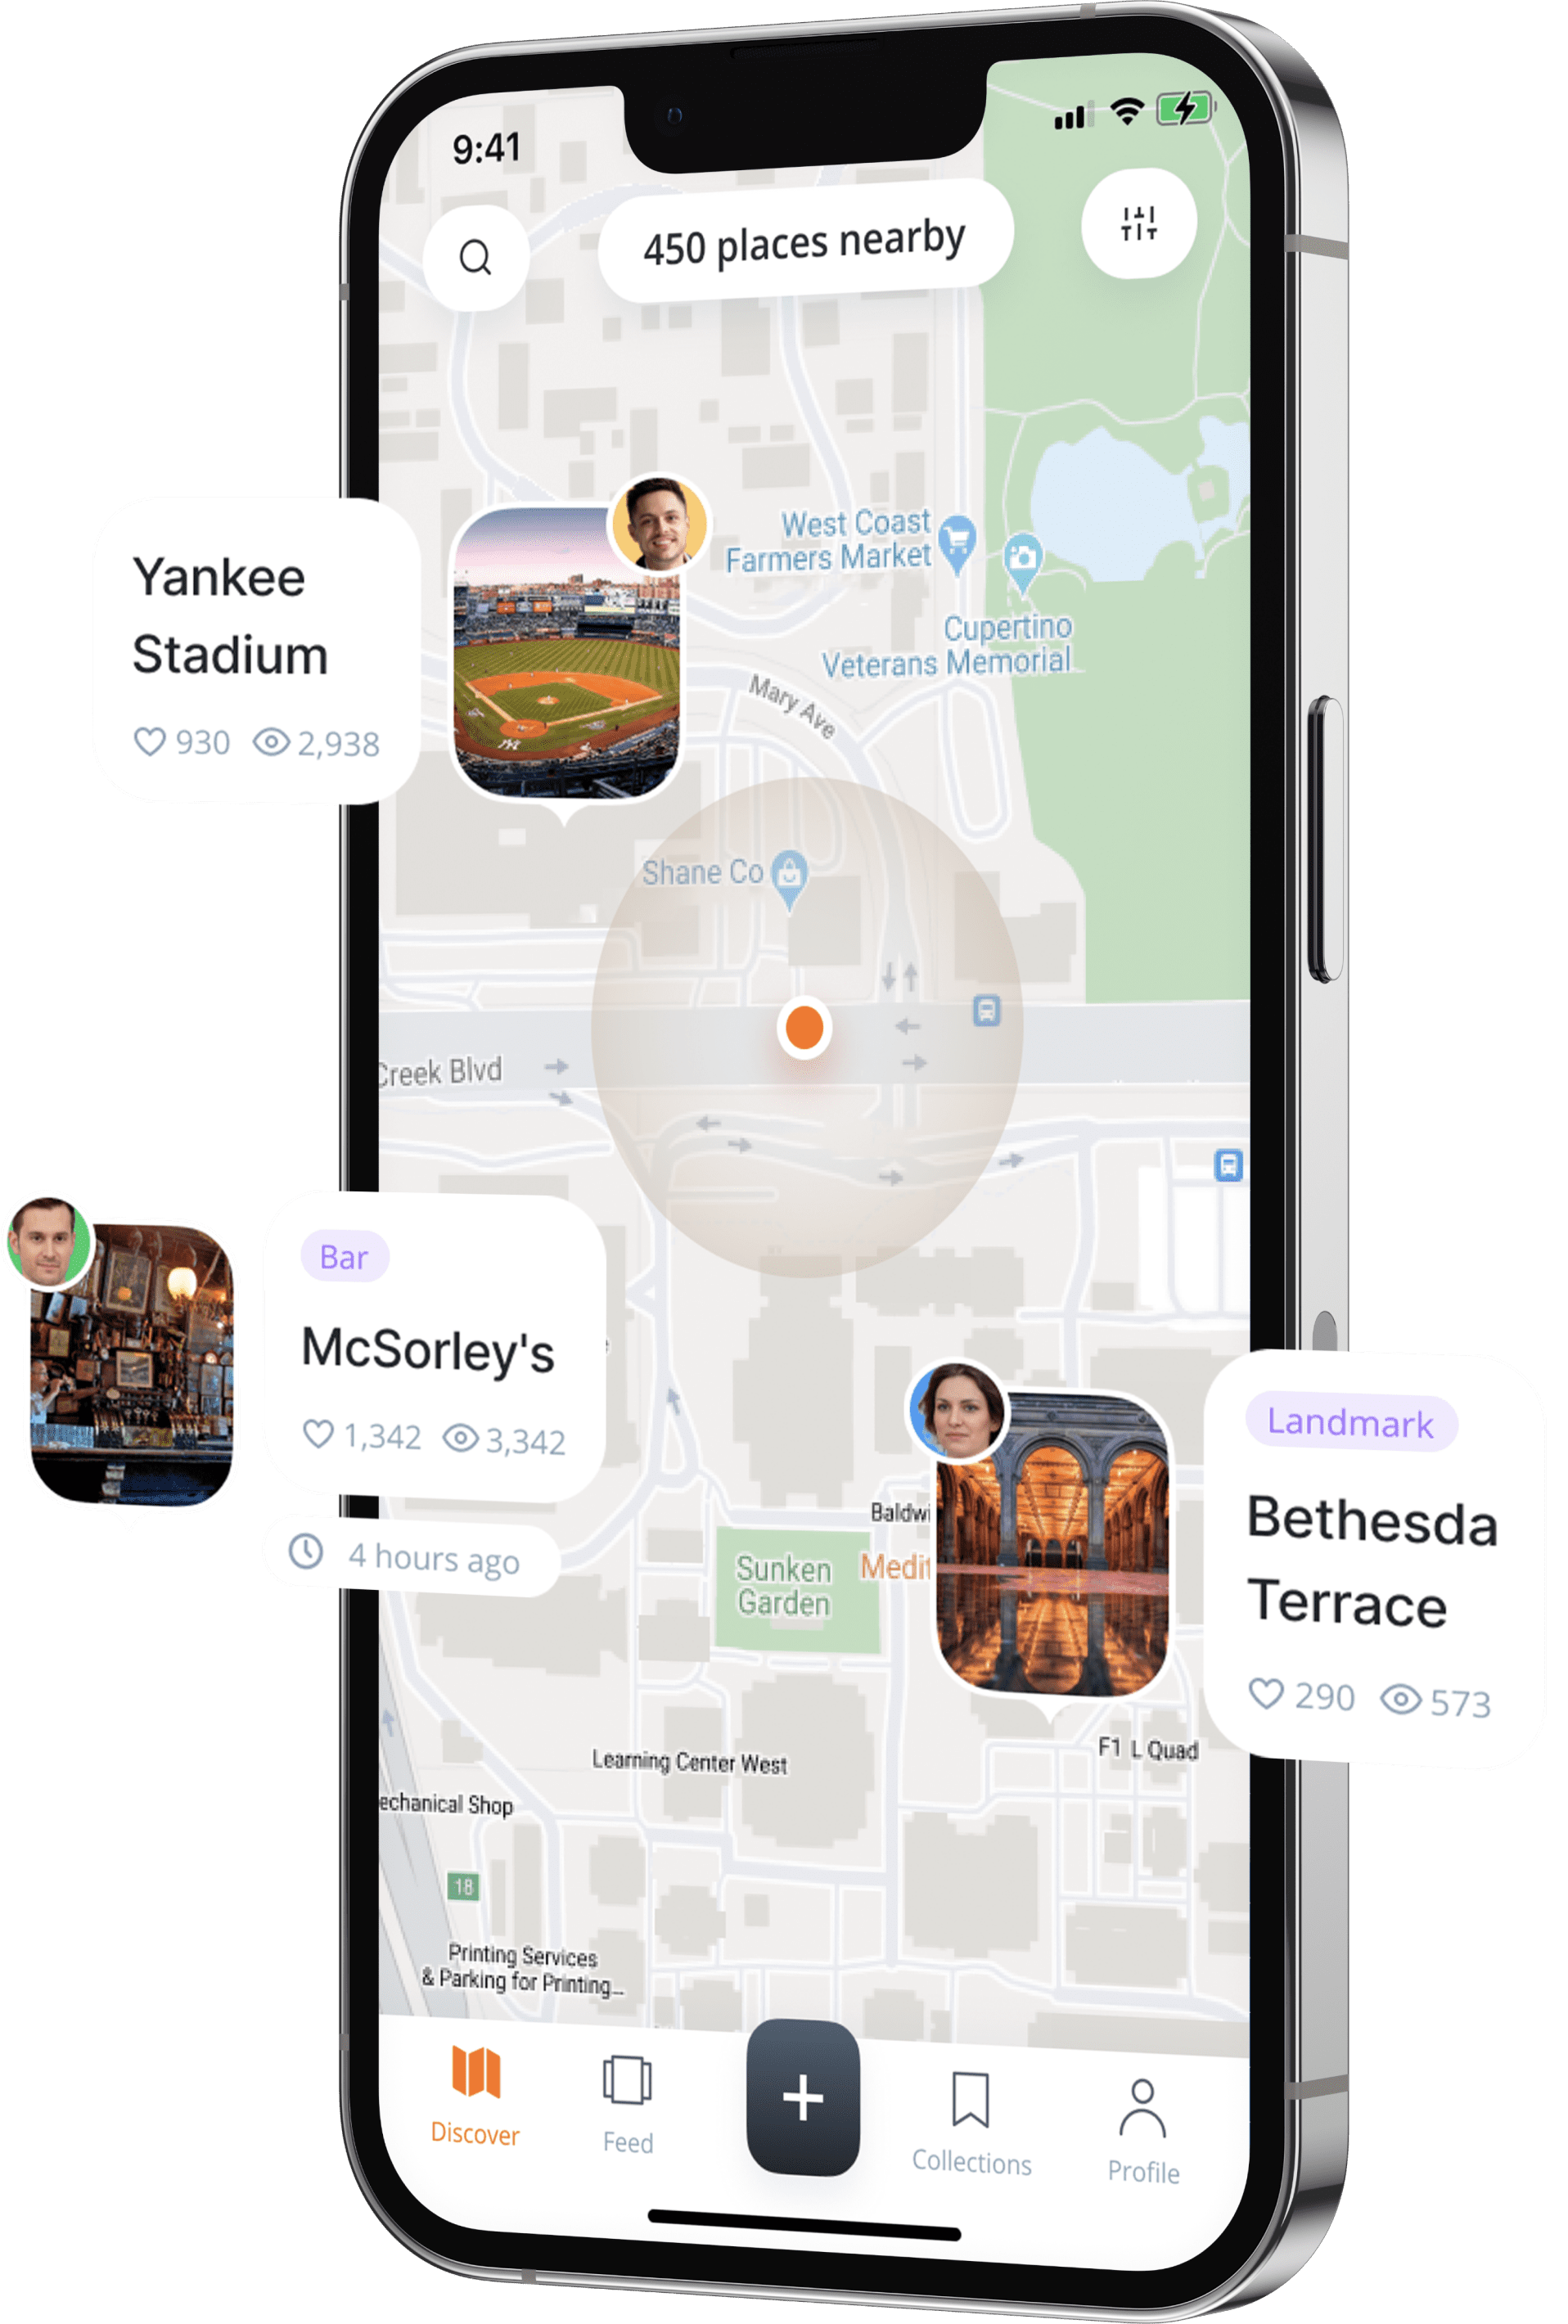 9:41
450 places nearby
West Coast
Farmers Market
Cupertino
Veterans Memorial
Yankee
Stadium
930 2,938
Mary Ave
Shane Co
Creek Blvd
Bar
McSorley's
1,342 3,342
4 hours ago
Landmark
Bethesda
Terrace
290 573
Baldwi
Medit
Sunken
Garden
Learning Center West
F1 L Quad
echanical Shop
18
Printing Services
& Parking for Printing...
Discover
Feed
Collections
Profile